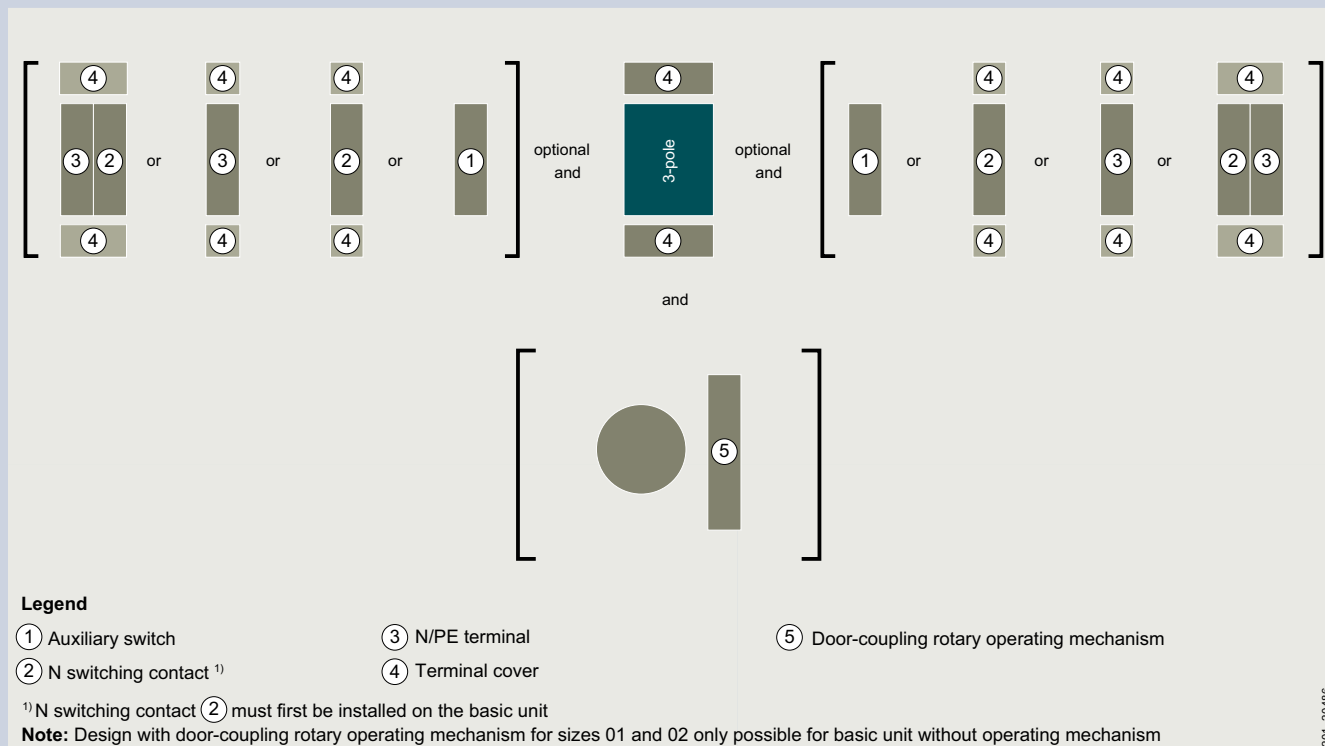 4 4 4 4 4 4 4
3 2 or 3 or 2 or 1 optional and 3-pole optional and 1 or 2 or 3 or 2 3
4 4 4 4 4 4 4
and
5
Legend
1 Auxiliary switch
3 N/PE terminal
5 Door-coupling rotary operating mechanism
2 N switching contact 1)
4 Terminal cover
1) N switching contact 2 must first be installed on the basic unit
Note: Design with door-coupling rotary operating mechanism for sizes 01 and 02 only possible for basic unit without operating mechanism